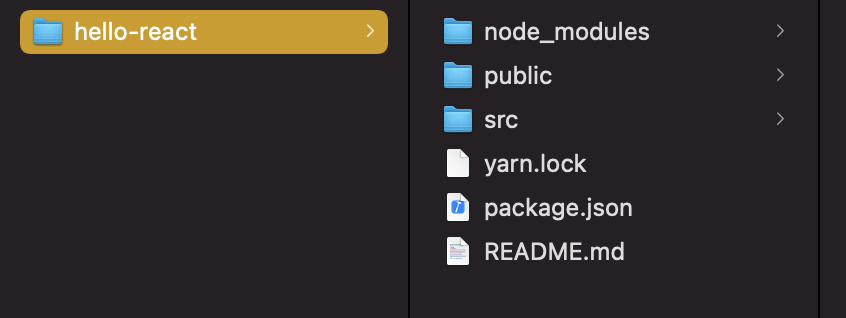 hello-react
node_modules
public
src
yarn.lock
package.json
README.md